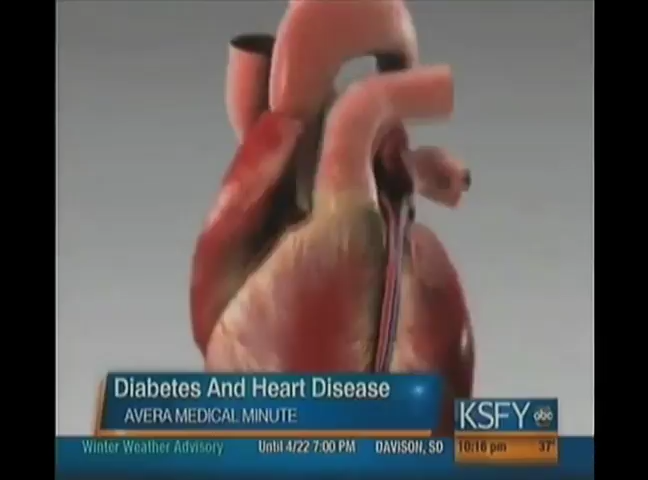 Diabetes And Heart Disease
AVERA MEDICAL MINUTE
KSFY abc
Winter Weather Advisory Until 4/22 7:00 PM DAVISON, SD
10:16 pm 37°